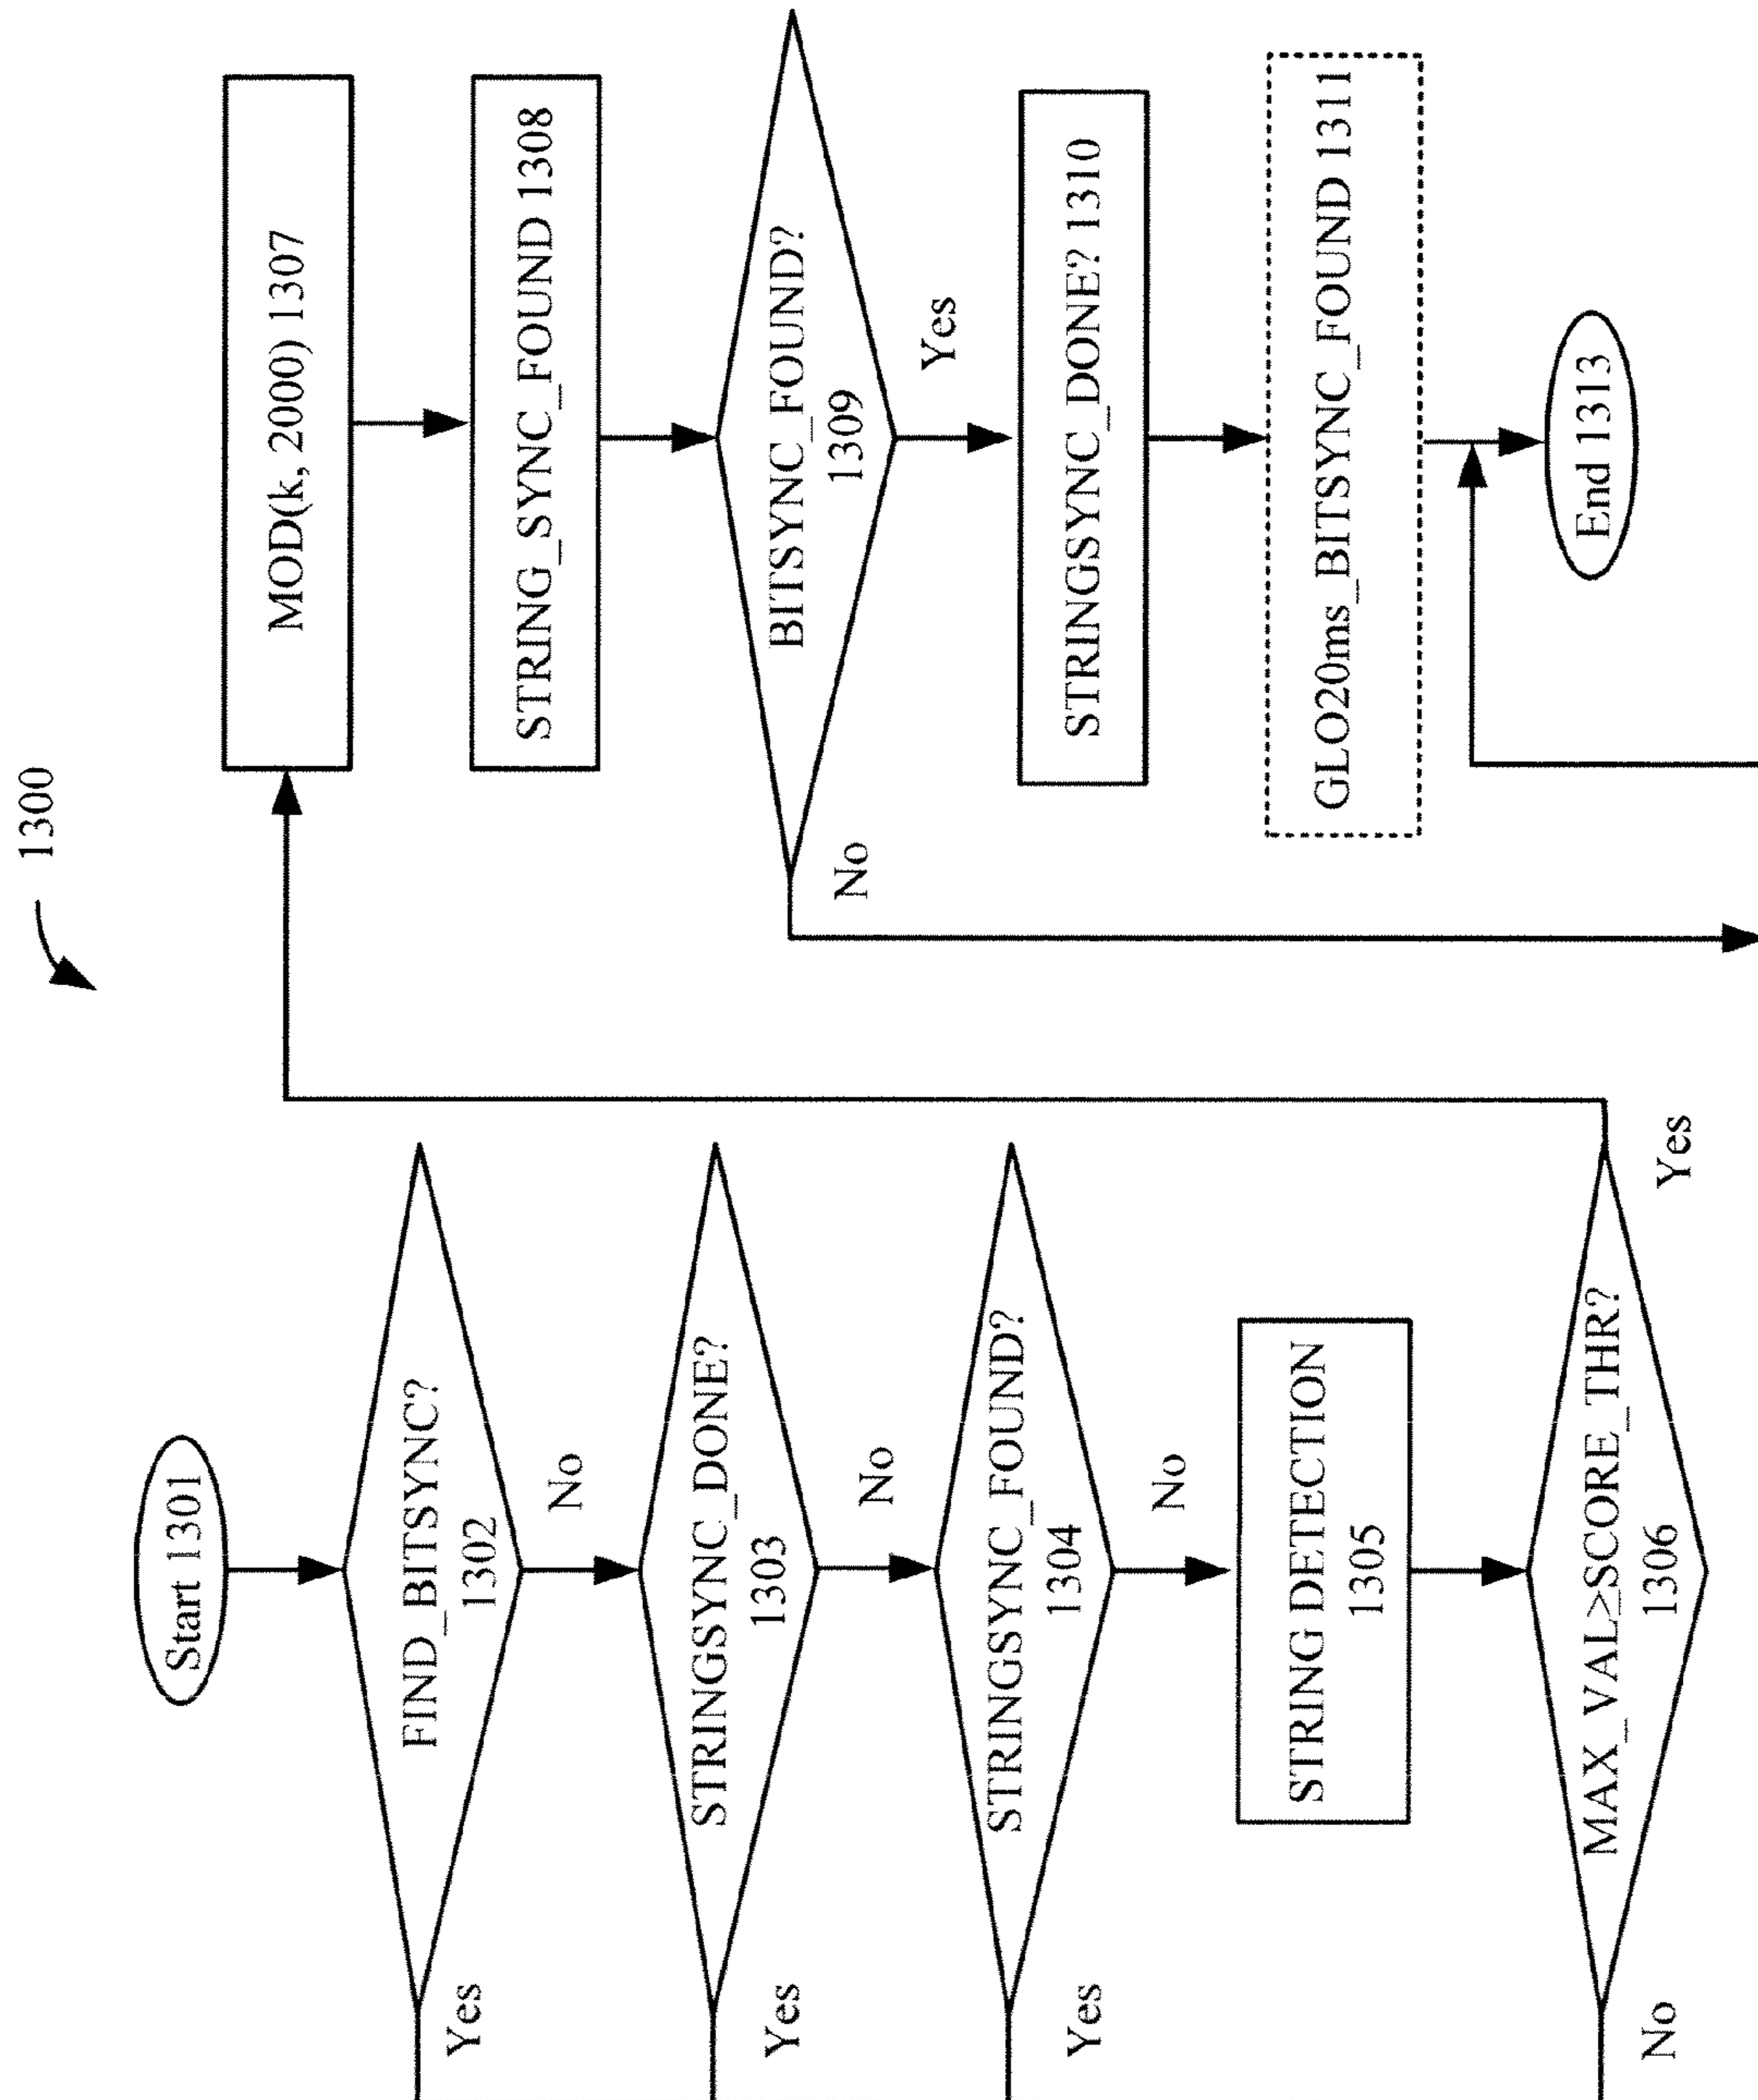 1300
Start 1301
FIND_BITSYNC?
1302
Yes
No
STRINGSYNC_DONE?
1303
Yes
No
STRINGSYNC_FOUND?
1304
Yes
No
STRING DETECTION
1305
MAX_VAL≥SCORE_THR?
1306
No
Yes
MOD(k, 2000) 1307
STRING_SYNC_FOUND 1308
BITSYNC_FOUND?
1309
No
Yes
STRINGSYNC_DONE? 1310
GLO20ms_BITSYNC_FOUND 1311
End 1313